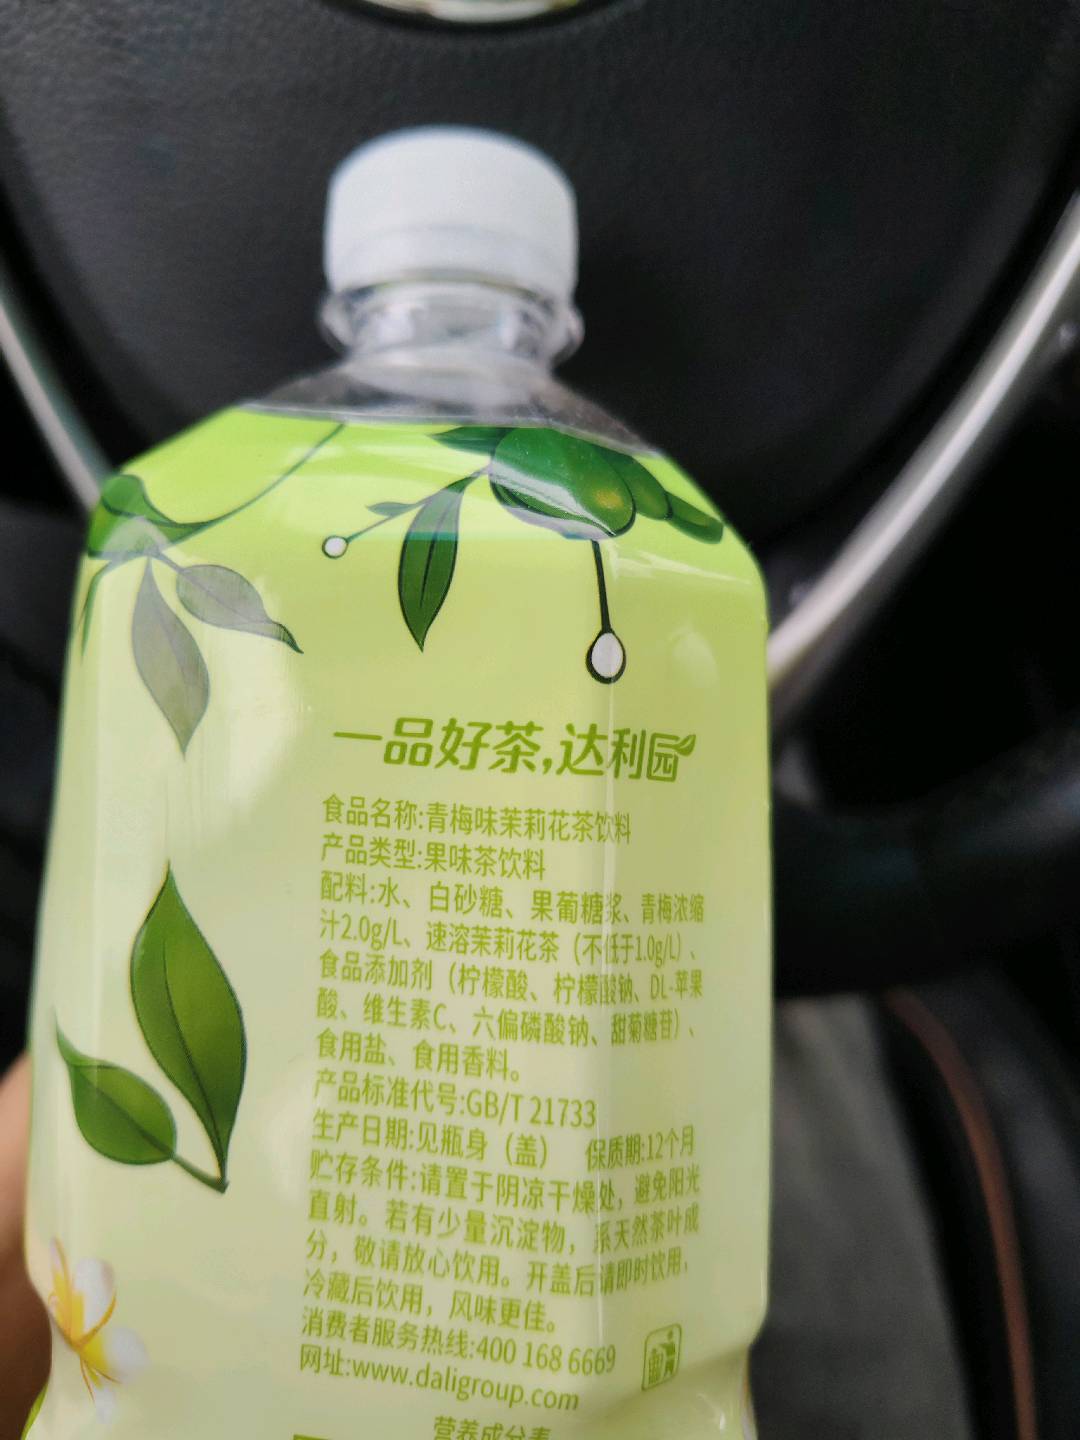 一品好茶,达利园
食品名称:青梅味茉莉花茶饮料
产品类型:果味茶饮料
配料:水、白砂糖、果葡糖浆、青梅浓缩
汁2.0g/L、速溶茉莉花茶（不低于1.0g/L）、
食品添加剂（柠檬酸、柠檬酸钠、DL-苹果
酸、维生素C、六偏磷酸钠、甜菊糖苷）、
食用盐、食用香料。
产品标准代号:GB/T 21733
生产日期:见瓶身（盖） 保质期:12个月
贮存条件:请置于阴凉干燥处，避免阳光
直射。若有少量沉淀物，系天然茶叶成
分，敬请放心饮用。开盖后请即时饮用，
冷藏后饮用，风味更佳。
消费者服务热线:400 168 6669
网址:www.daligroup.com
营养成分表